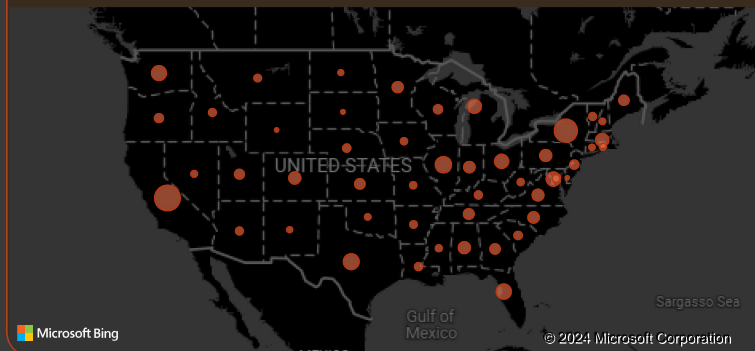 UNITED STATES
Sargasso Sea
Gulf of
Mexico
Microsoft Bing
© 2024 Microsoft Corporation